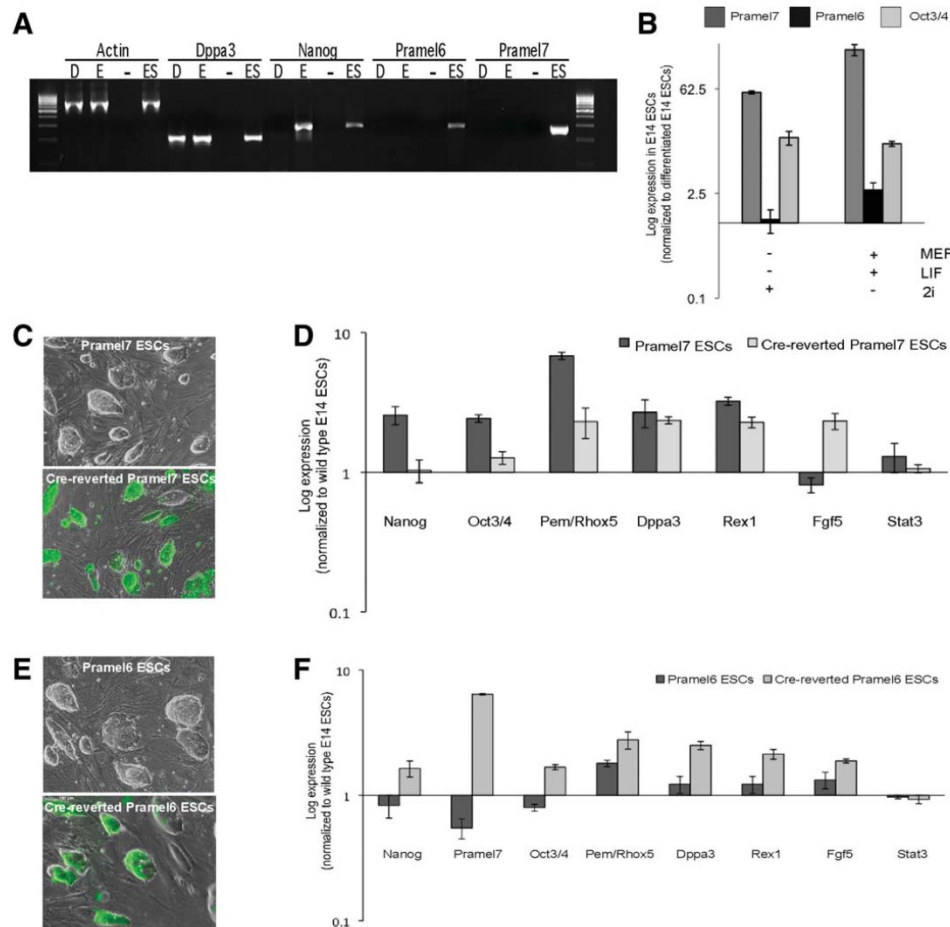 A
Actin Dppa3 Nanog Pramel6 Pramel7
D E - ES D E - ES D E - ES D E - ES D E - ES
B
Pramel7 Pramel6 Oct3/4
Log expression in E14 ESCs
(normalized to differentiated E14 ESCs)
62.5
2.5
0.1
- + MEF
- + LIF
+ - 2i
C
Pramel7 ESCs
Cre-reverted Pramel7 ESCs
D
Pramel7 ESCs Cre-reverted Pramel7 ESCs
Log expression
(normalized to wild type E14 ESCs)
10
1
0.1
Nanog Oct3/4 Pem/Rhox5 Dppa3 Rex1 Fgf5 Stat3
E
Pramel6 ESCs
Cre-reverted Pramel6 ESCs
F
Pramel6 ESCs Cre-reverted Pramel6 ESCs
Log expression
(normalized to wild type E14 ESCs)
10
1
0.1
Nanog Pramel7 Oct3/4 Pem/Rhox5 Dppa3 Rex1 Fgf5 Stat3